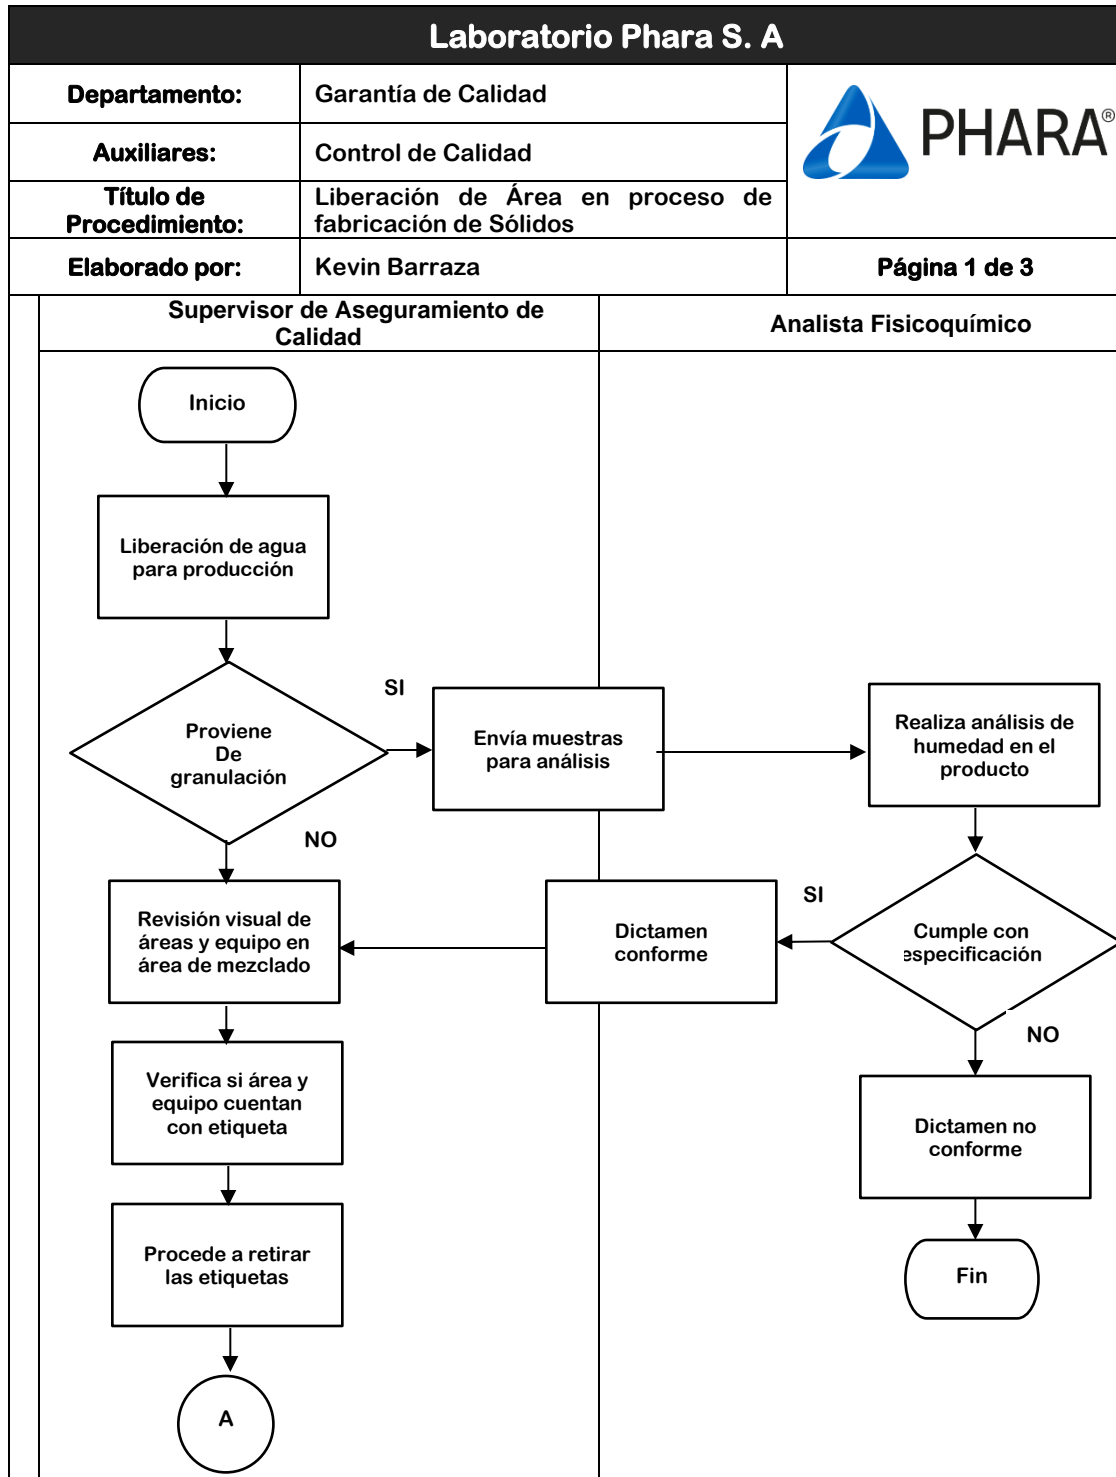 Laboratorio Phara S. A
Departamento:
Garantía de Calidad
PHARA®
Auxiliares:
Control de Calidad
Título de
Procedimiento:
Liberación de Área en proceso de
fabricación de Sólidos
Elaborado por:
Kevin Barraza
Página 1 de 3
Supervisor de Aseguramiento de
Calidad
Analista Fisicoquímico
Inicio
Liberación de agua
para producción
Proviene
De
granulación
SI
Envía muestras
para análisis
Realiza análisis de
humedad en el
producto
NO
Revisión visual de
áreas y equipo en
área de mezclado
Dictamen
conforme
SI
Cumple con
especificación
NO
Verifica si área y
equipo cuentan
con etiqueta
Dictamen no
conforme
Procede a retirar
las etiquetas
Fin
A